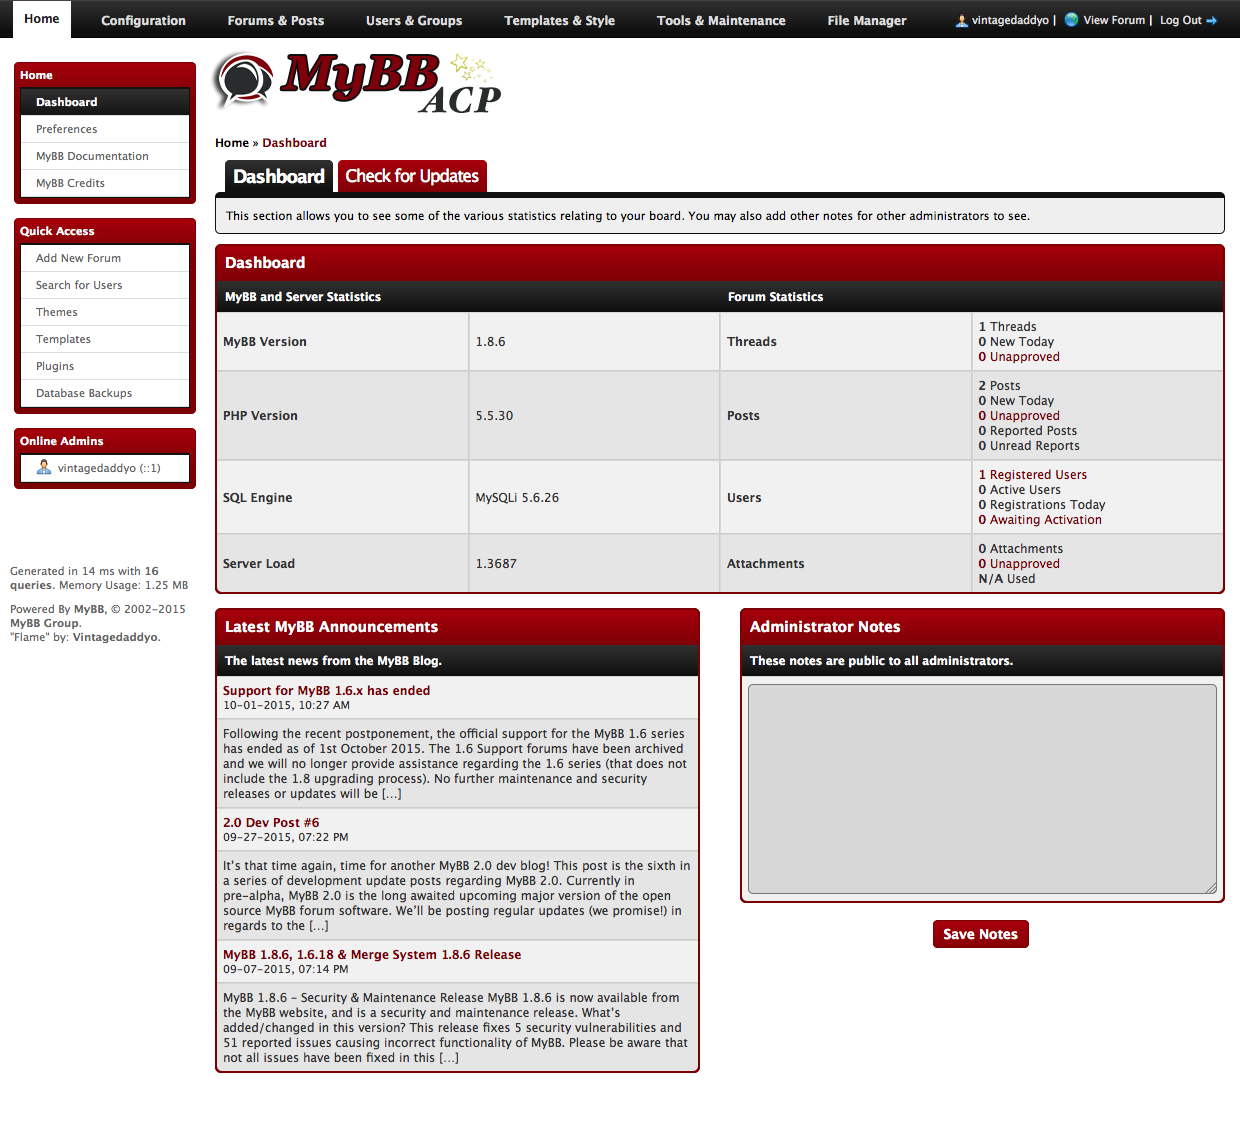 Home Configuration Forums & Posts Users & Groups Templates & Style Tools & Maintenance File Manager vintagedaddyo | View Forum | Log Out
Home
Dashboard
Preferences
MyBB Documentation
MyBB Credits
Quick Access
Add New Forum
Search for Users
Themes
Templates
Plugins
Database Backups
Online Admins
vintagedaddyo (::1)
Generated in 14 ms with 16
queries. Memory Usage: 1.25 MB
Powered By MyBB, © 2002-2015
MyBB Group.
"Flame" by: Vintagedaddyo.
MyBB
ACP
Home » Dashboard
Dashboard Check for Updates
This section allows you to see some of the various statistics relating to your board. You may also add other notes for other administrators to see.
Dashboard
MyBB and Server Statistics Forum Statistics
MyBB Version 1.8.6 Threads
1 Threads
0 New Today
0 Unapproved
PHP Version 5.5.30 Posts
2 Posts
0 New Today
0 Unapproved
0 Reported Posts
0 Unread Reports
SQL Engine MySQLi 5.6.26 Users
1 Registered Users
0 Active Users
0 Registrations Today
0 Awaiting Activation
Server Load 1.3687 Attachments
0 Attachments
0 Unapproved
N/A Used
Latest MyBB Announcements
The latest news from the MyBB Blog.
Support for MyBB 1.6.x has ended
10-01-2015, 10:27 AM
Following the recent postponement, the official support for the MyBB 1.6 series
has ended as of 1st October 2015. The 1.6 Support forums have been archived
and we will no longer provide assistance regarding the 1.6 series (that does not
include the 1.8 upgrading process). No further maintenance and security
releases or updates will be […]
2.0 Dev Post #6
09-27-2015, 07:22 PM
It’s that time again, time for another MyBB 2.0 dev blog! This post is the sixth in
a series of development update posts regarding MyBB 2.0. Currently in
pre-alpha, MyBB 2.0 is the long awaited upcoming major version of the open
source MyBB forum software. We’ll be posting regular updates (we promise!) in
regards to the […]
MyBB 1.8.6, 1.6.18 & Merge System 1.8.6 Release
09-07-2015, 07:14 PM
MyBB 1.8.6 – Security & Maintenance Release MyBB 1.8.6 is now available from
the MyBB website, and is a security and maintenance release. What’s
added/changed in this version? This release fixes 5 security vulnerabilities and
51 reported issues causing incorrect functionality of MyBB. Please be aware that
not all issues have been fixed in this […]
Administrator Notes
These notes are public to all administrators.
Save Notes